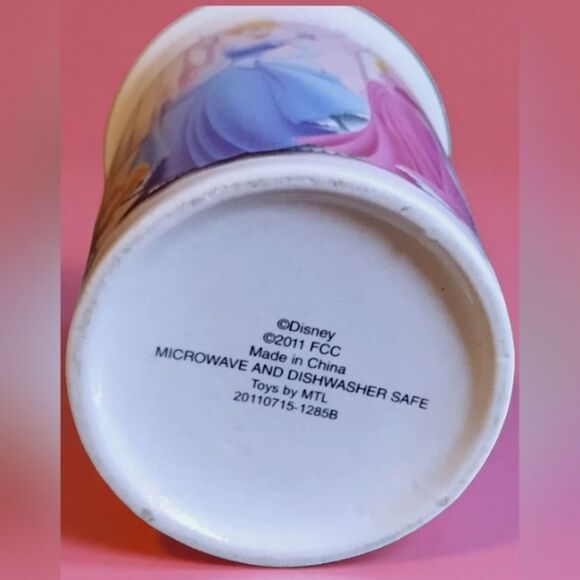 ©Disney
©2011 FCC
Made in China
MICROWAVE AND DISHWASHER SAFE
Toys by MTL
20110715-1285B